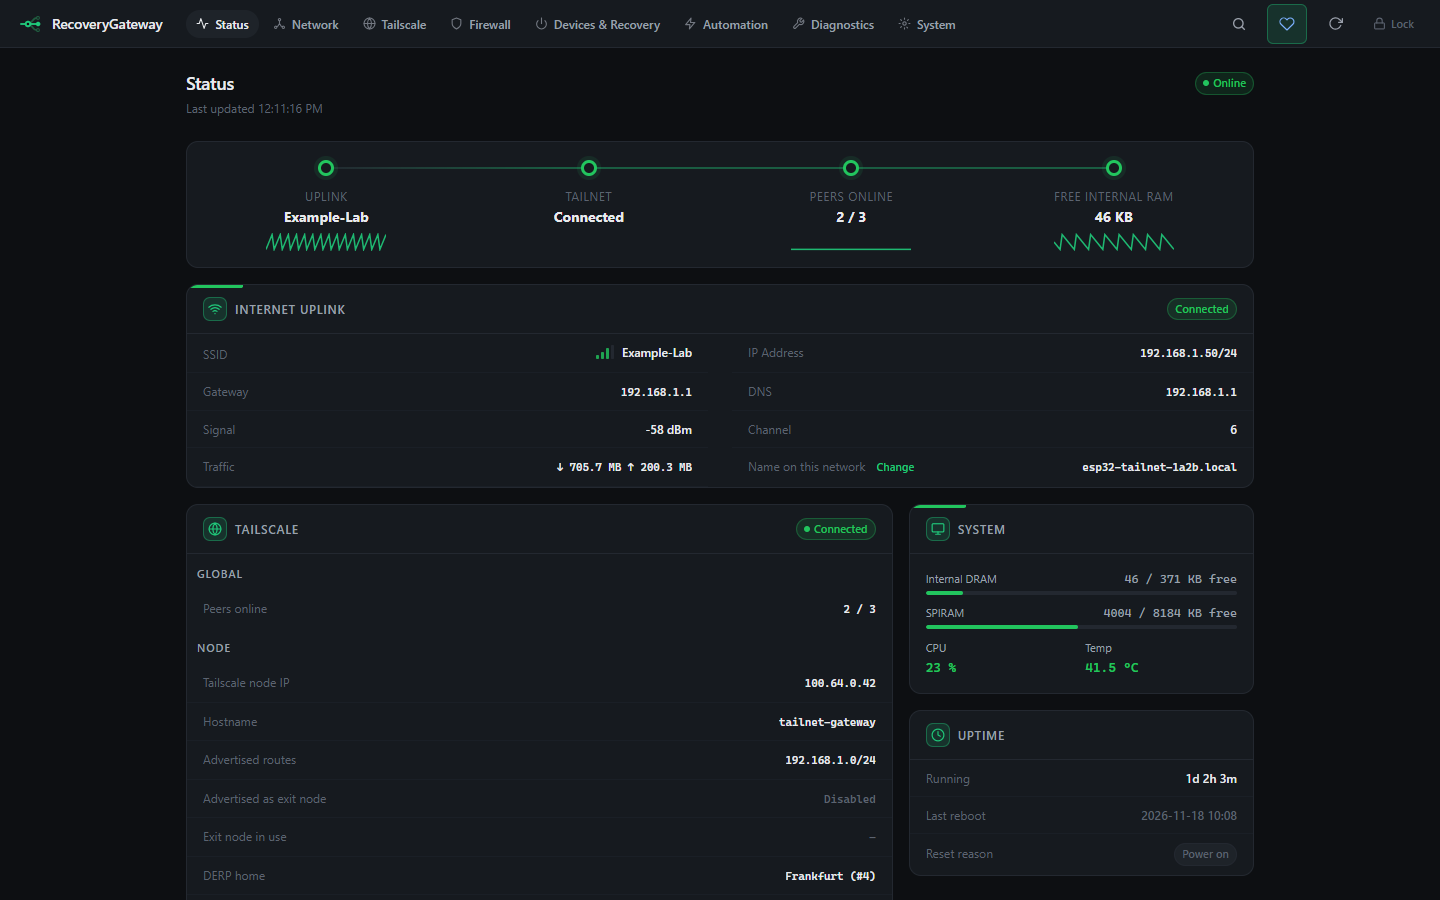 RecoveryGateway Status Network Tailscale Firewall Devices & Recovery Automation Diagnostics System Lock
Status Online
Last updated 12:11:16 PM
UPLINK TAILNET PEERS ONLINE FREE INTERNAL RAM
Example-Lab Connected 2 / 3 46 KB
INTERNET UPLINK Connected
SSID Example-Lab IP Address 192.168.1.50/24
Gateway 192.168.1.1 DNS 192.168.1.1
Signal -58 dBm Channel 6
Traffic ↓ 705.7 MB ↑ 200.3 MB Name on this network Change esp32-tailnet-1a2b.local
TAILSCALE Connected
GLOBAL
Peers online 2 / 3
NODE
Tailscale node IP 100.64.0.42
Hostname tailnet-gateway
Advertised routes 192.168.1.0/24
Advertised as exit node Disabled
Exit node in use –
DERP home Frankfurt (#4)
SYSTEM
Internal DRAM 46 / 371 KB free
SPIRAM 4004 / 8184 KB free
CPU Temp
23 % 41.5 °C
UPTIME
Running 1d 2h 3m
Last reboot 2026-11-18 10:08
Reset reason Power on